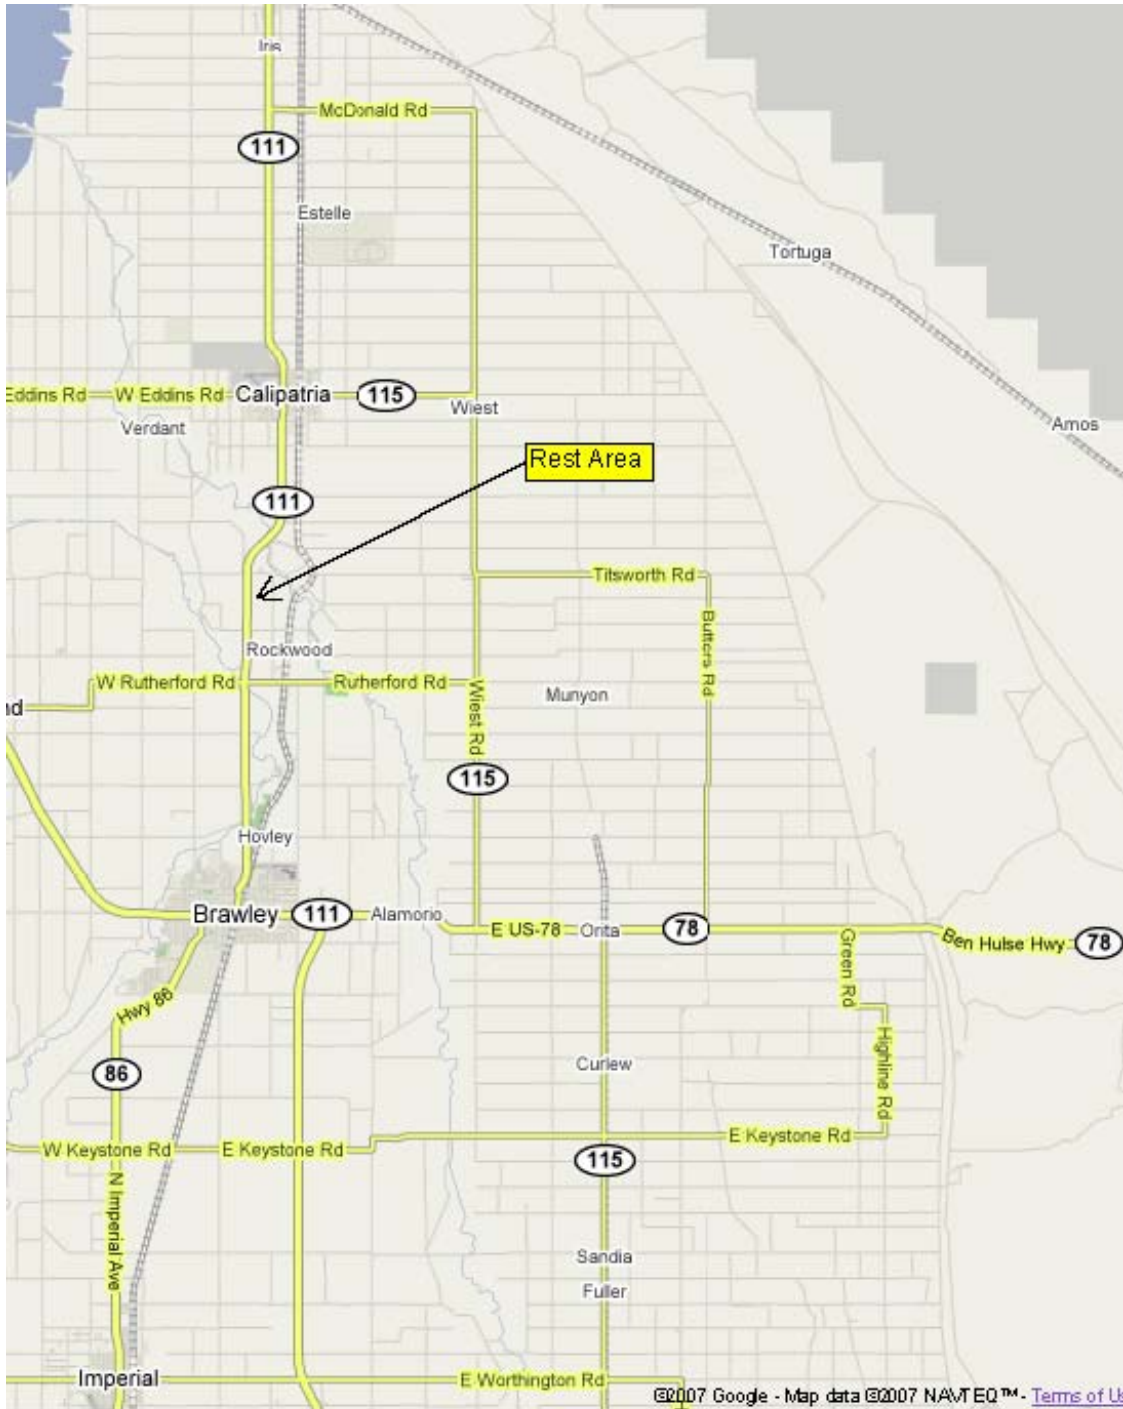 Iris
McDonald Rd
111
Estelle
Tortuga
Eddins Rd
W Eddins Rd
Calipatria
115
Wiest
Verdant
Amos
Rest Area
111
Titsworth Rd
Butters Rd
Rockwood
W Rutherford Rd
Rutherford Rd
Wiest Rd
Munyon
nd
115
Hovley
Brawley
111
Alamorio
E US-78
Orita
78
Ben Hulse Hwy
78
Green Rd
Hwy 86
Highline Rd
Curlew
86
W Keystone Rd
E Keystone Rd
E Keystone Rd
115
N Imperial Ave
Sandia
Fuller
Imperial
E Worthington Rd
©2007 Google - Map data ©2007 NAVTEQ™ - Terms of Us